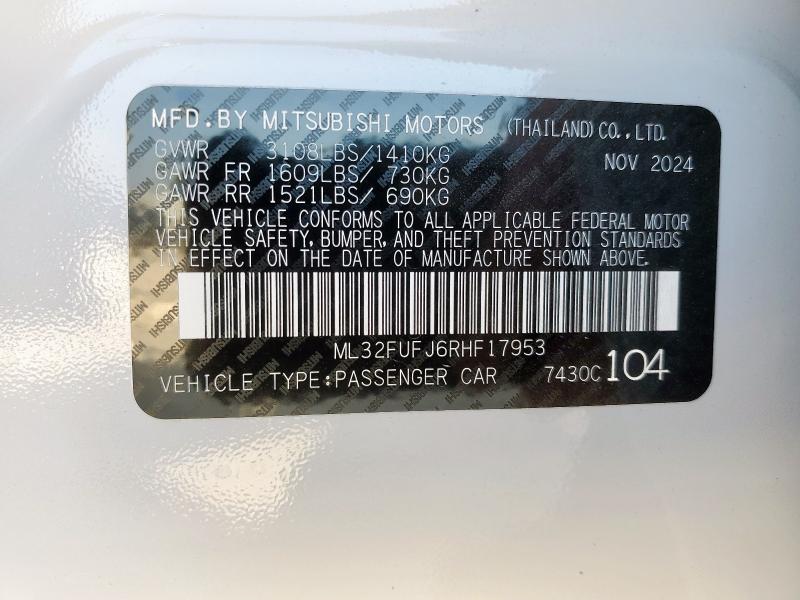 MFD.BY MITSUBISHI MOTORS (THAILAND)CO.,LTD.
GVWR 3108LBS/1410KG NOV 2024
GAWR FR 1609LBS/ 730KG
GAWR RR 1521LBS/ 690KG
THIS VEHICLE CONFORMS TO ALL APPLICABLE FEDERAL MOTOR
VEHICLE SAFETY, BUMPER, AND THEFT PREVENTION STANDARDS
IN EFFECT ON THE DATE OF MANUFACTURE SHOWN ABOVE.
ML32FUFJ6RHF17953
VEHICLE TYPE:PASSENGER CAR 7430C 104